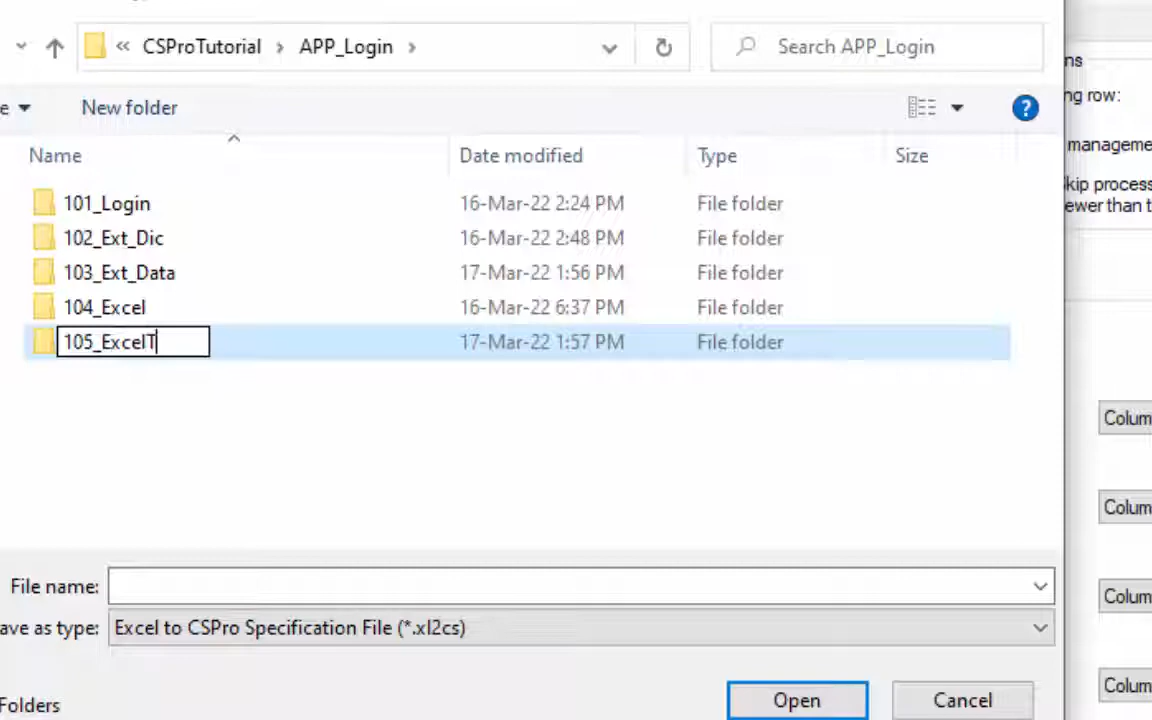 « CSProTutorial › APP_Login ›
Search APP_Login
ns
e
New folder
?
ng row:
Name
Date modified
Type
Size
manageme
101_Login
16-Mar-22 2:24 PM
File folder
kip process
ewer than t
102_Ext_Dic
16-Mar-22 2:48 PM
File folder
103_Ext_Data
17-Mar-22 1:56 PM
File folder
104_Excel
16-Mar-22 6:37 PM
File folder
105_ExcelT
17-Mar-22 1:57 PM
File folder
Colum
Colum
File name:
Colum
ave as type:
Excel to CSPro Specification File (*.xl2cs)
Colum
Folders
Open
Cancel